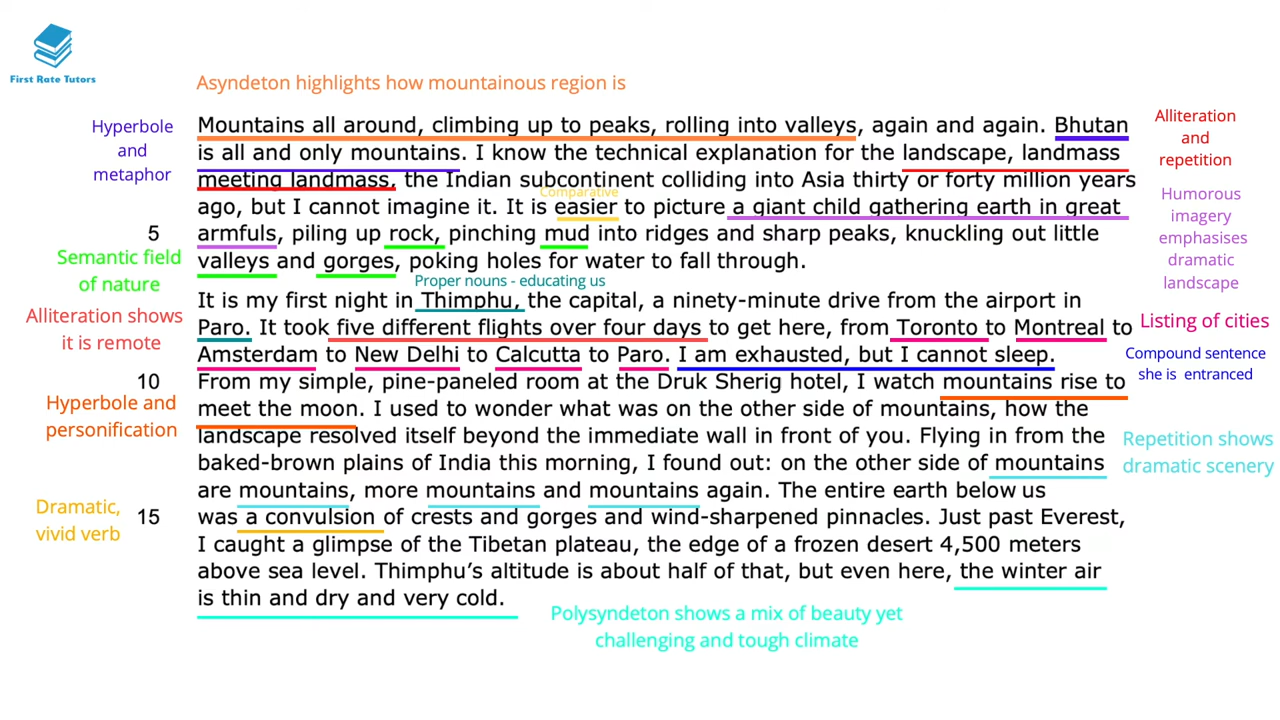 First Rate Tutors
Asyndeton highlights how mountainous region is
Hyperbole
and
metaphor
Mountains all around, climbing up to peaks, rolling into valleys, again and again. Bhutan
is all and only mountains. I know the technical explanation for the landscape, landmass
meeting landmass, the Indian subcontinent colliding into Asia thirty or forty million years
Comparative
ago, but I cannot imagine it. It is easier to picture a giant child gathering earth in great
5 armfuls, piling up rock, pinching mud into ridges and sharp peaks, knuckling out little
valleys and gorges, poking holes for water to fall through.
Alliteration
and
repetition
Humorous
imagery
emphasises
dramatic
landscape
Semantic field
of nature
Proper nouns - educating us
It is my first night in Thimphu, the capital, a ninety-minute drive from the airport in
Paro. It took five different flights over four days to get here, from Toronto to Montreal to
Amsterdam to New Delhi to Calcutta to Paro. I am exhausted, but I cannot sleep.
Alliteration shows
it is remote
Listing of cities
Compound sentence
she is entranced
10 From my simple, pine-paneled room at the Druk Sherig hotel, I watch mountains rise to
meet the moon. I used to wonder what was on the other side of mountains, how the
landscape resolved itself beyond the immediate wall in front of you. Flying in from the
baked-brown plains of India this morning, I found out: on the other side of mountains
are mountains, more mountains and mountains again. The entire earth below us
15 was a convulsion of crests and gorges and wind-sharpened pinnacles. Just past Everest,
I caught a glimpse of the Tibetan plateau, the edge of a frozen desert 4,500 meters
above sea level. Thimphu's altitude is about half of that, but even here, the winter air
is thin and dry and very cold.
Hyperbole and
personification
Repetition shows
dramatic scenery
Dramatic,
vivid verb
Polysyndeton shows a mix of beauty yet
challenging and tough climate